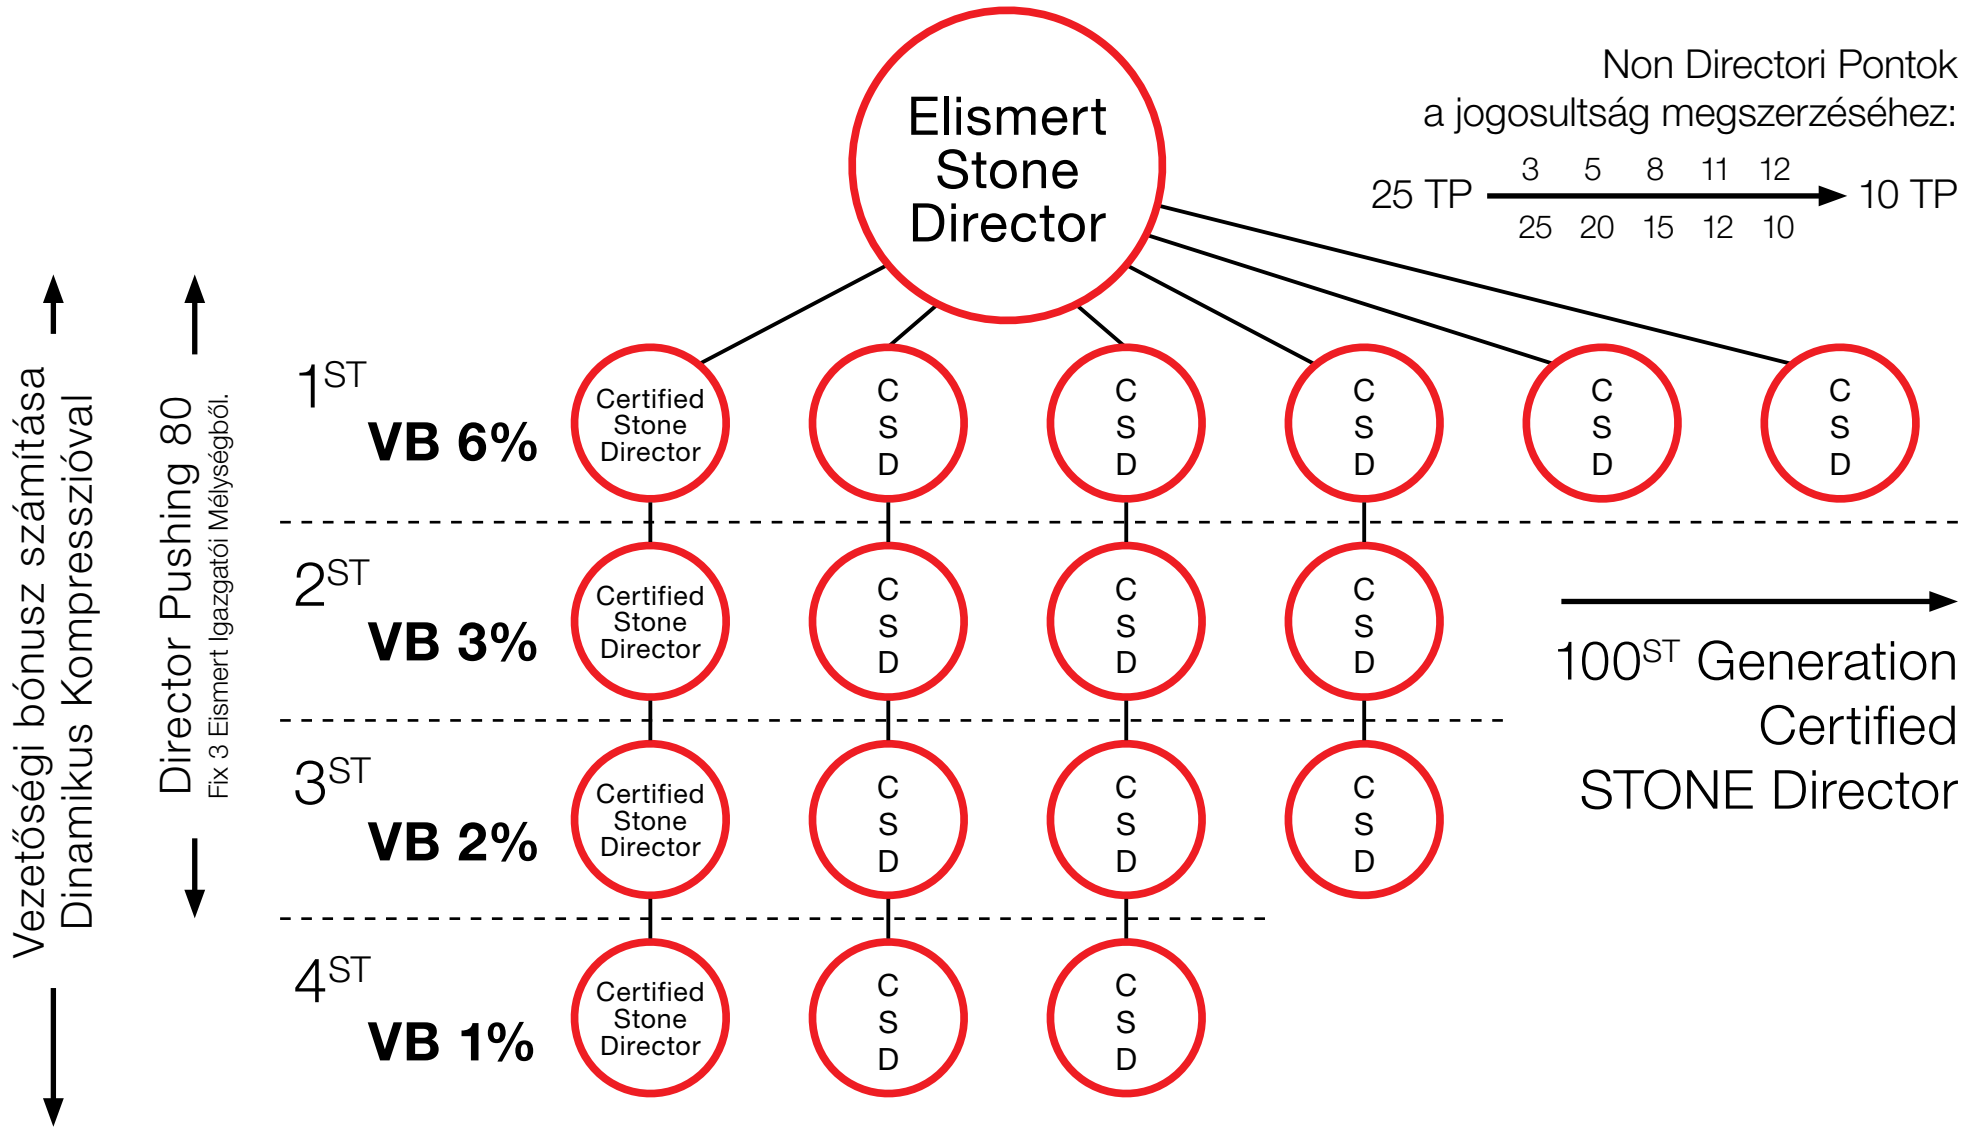 Elismert
Stone
Director
Non Directori Pontok
a jogosultság megszerzéséhez:
3 5 8 11 12
25 TP 10 TP
25 20 15 12 10
Vezetőségi bónusz számítása
Dinamikus Kompresszióval
Director Pushing 80
Fix 3 Eismert Igazgatói Mélységből.
1ST
VB 6%
Certified
Stone
Director
C
S
D
C
S
D
C
S
D
C
S
D
C
S
D
2ST
VB 3%
Certified
Stone
Director
C
S
D
C
S
D
C
S
D
100ST Generation
Certified
STONE Director
3ST
VB 2%
Certified
Stone
Director
C
S
D
C
S
D
C
S
D
4ST
VB 1%
Certified
Stone
Director
C
S
D
C
S
D